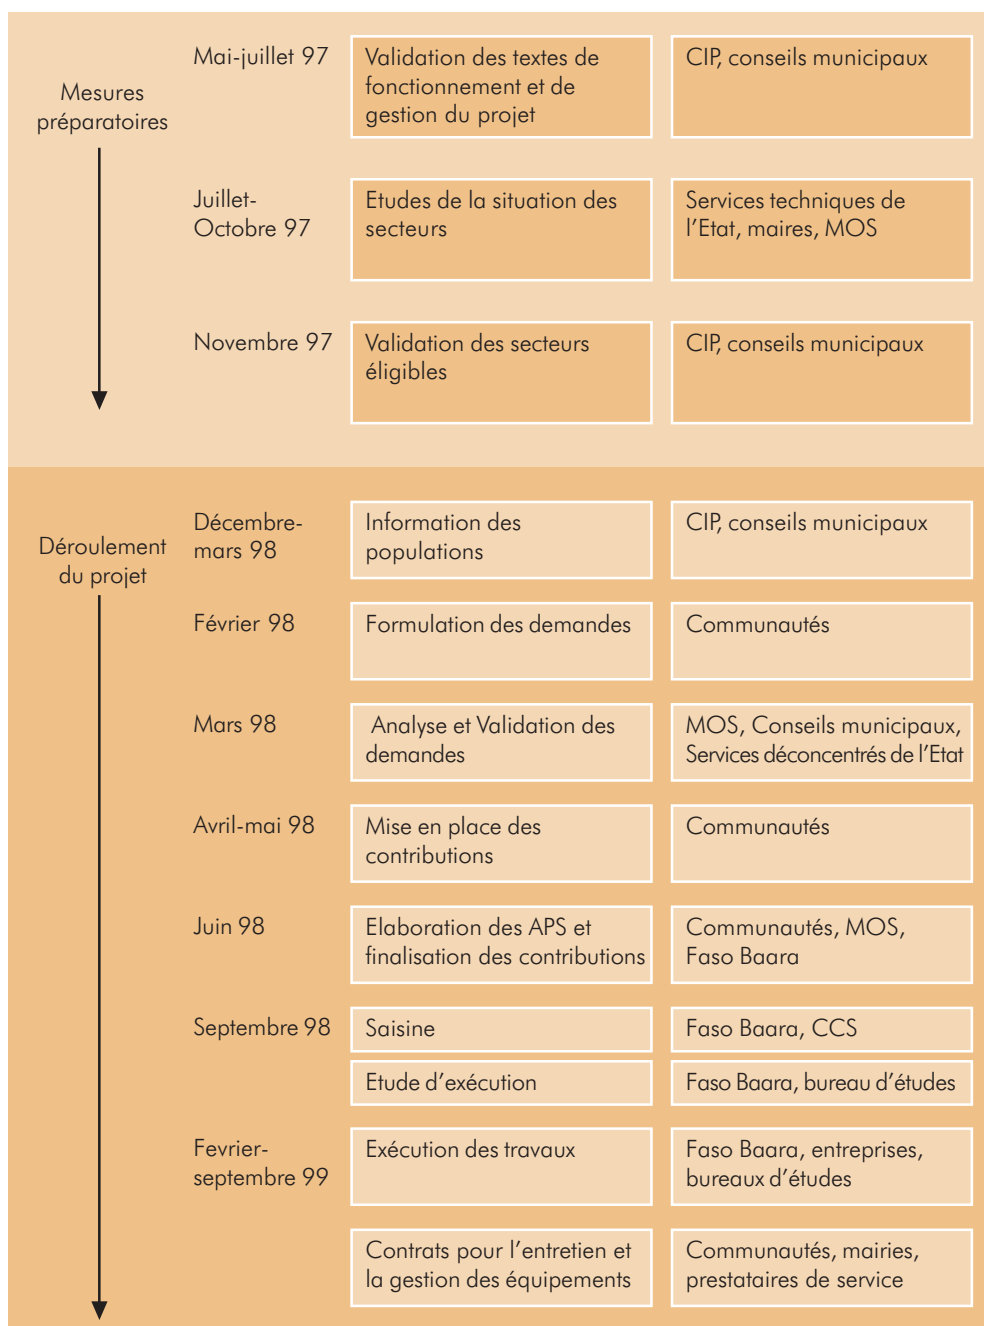 Mesures
préparatoires
Mai-juillet 97
Validation des textes de
fonctionnement et de
gestion du projet
CIP, conseils municipaux
Juillet-
Octobre 97
Etudes de la situation des
secteurs
Services techniques de
l'Etat, maires, MOS
Novembre 97
Validation des secteurs
éligibles
CIP, conseils municipaux
Déroulement
du projet
Décembre-
mars 98
Information des
populations
CIP, conseils municipaux
Février 98
Formulation des demandes
Communautés
Mars 98
Analyse et Validation des
demandes
MOS, Conseils municipaux,
Services déconcentrés de l'Etat
Avril-mai 98
Mise en place des
contributions
Communautés
Juin 98
Elaboration des APS et
finalisation des contributions
Communautés, MOS,
Faso Baara
Septembre 98
Saisine
Faso Baara, CCS
Etude d'exécution
Faso Baara, bureau d'études
Fevrier-
septembre 99
Exécution des travaux
Faso Baara, entreprises,
bureaux d'études
Contrats pour l'entretien et
la gestion des équipements
Communautés, mairies,
prestataires de service